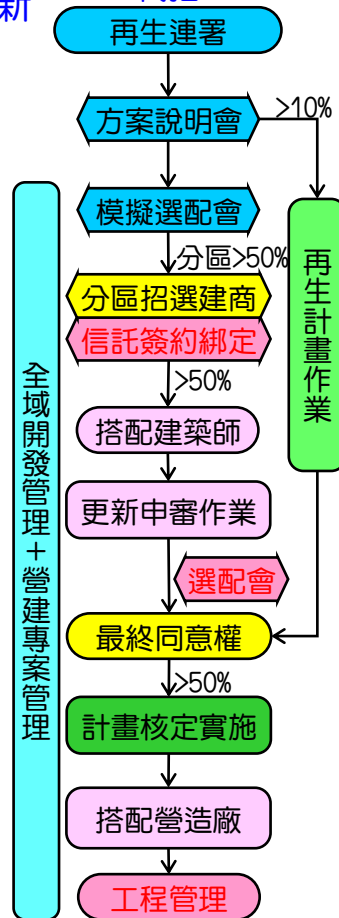 新
再生連署
方案說明會
>10%
模擬選配會
分區>50%
分區招選建商
信託簽約綁定
>50%
搭配建築師
更新申審作業
選配會
最終同意權
>50%
計畫核定實施
搭配營造廠
工程管理
再生計畫作業
全域開發管理＋營建專案管理